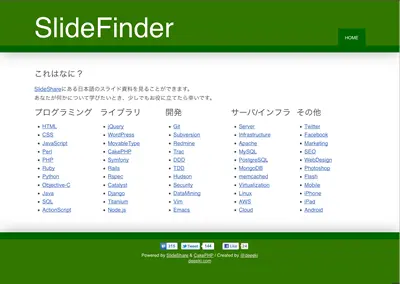 SlideFinder
HOME
これはなに？
SlideShareにある日本語のスライド資料を見ることができます。
あなたが何かについて学びたいとき、少しでもお役に立てたら幸いです。
プログラミング
HTML
CSS
JavaScript
Perl
PHP
Ruby
Python
Objective-C
Java
SQL
ActionScript
ライブラリ
jQuery
WordPress
MovableType
CakePHP
Symfony
Rails
Rspec
Catalyst
Django
Titanium
Node.js
開発
Git
Subversion
Redmine
Trac
DDD
TDD
Hudson
Security
DataMining
Vim
Emacs
サーバ/インフラ
Server
Infrastructure
Apache
MySQL
PostgreSQL
MongoDB
memcached
Virtualization
Linux
AWS
Cloud
その他
Twitter
Facebook
Marketing
SEO
WebDesign
Photoshop
Flash
Mobile
iPhone
iPad
Android
Tweet
Like
Powered by SlideShare & CakePHP / Created by